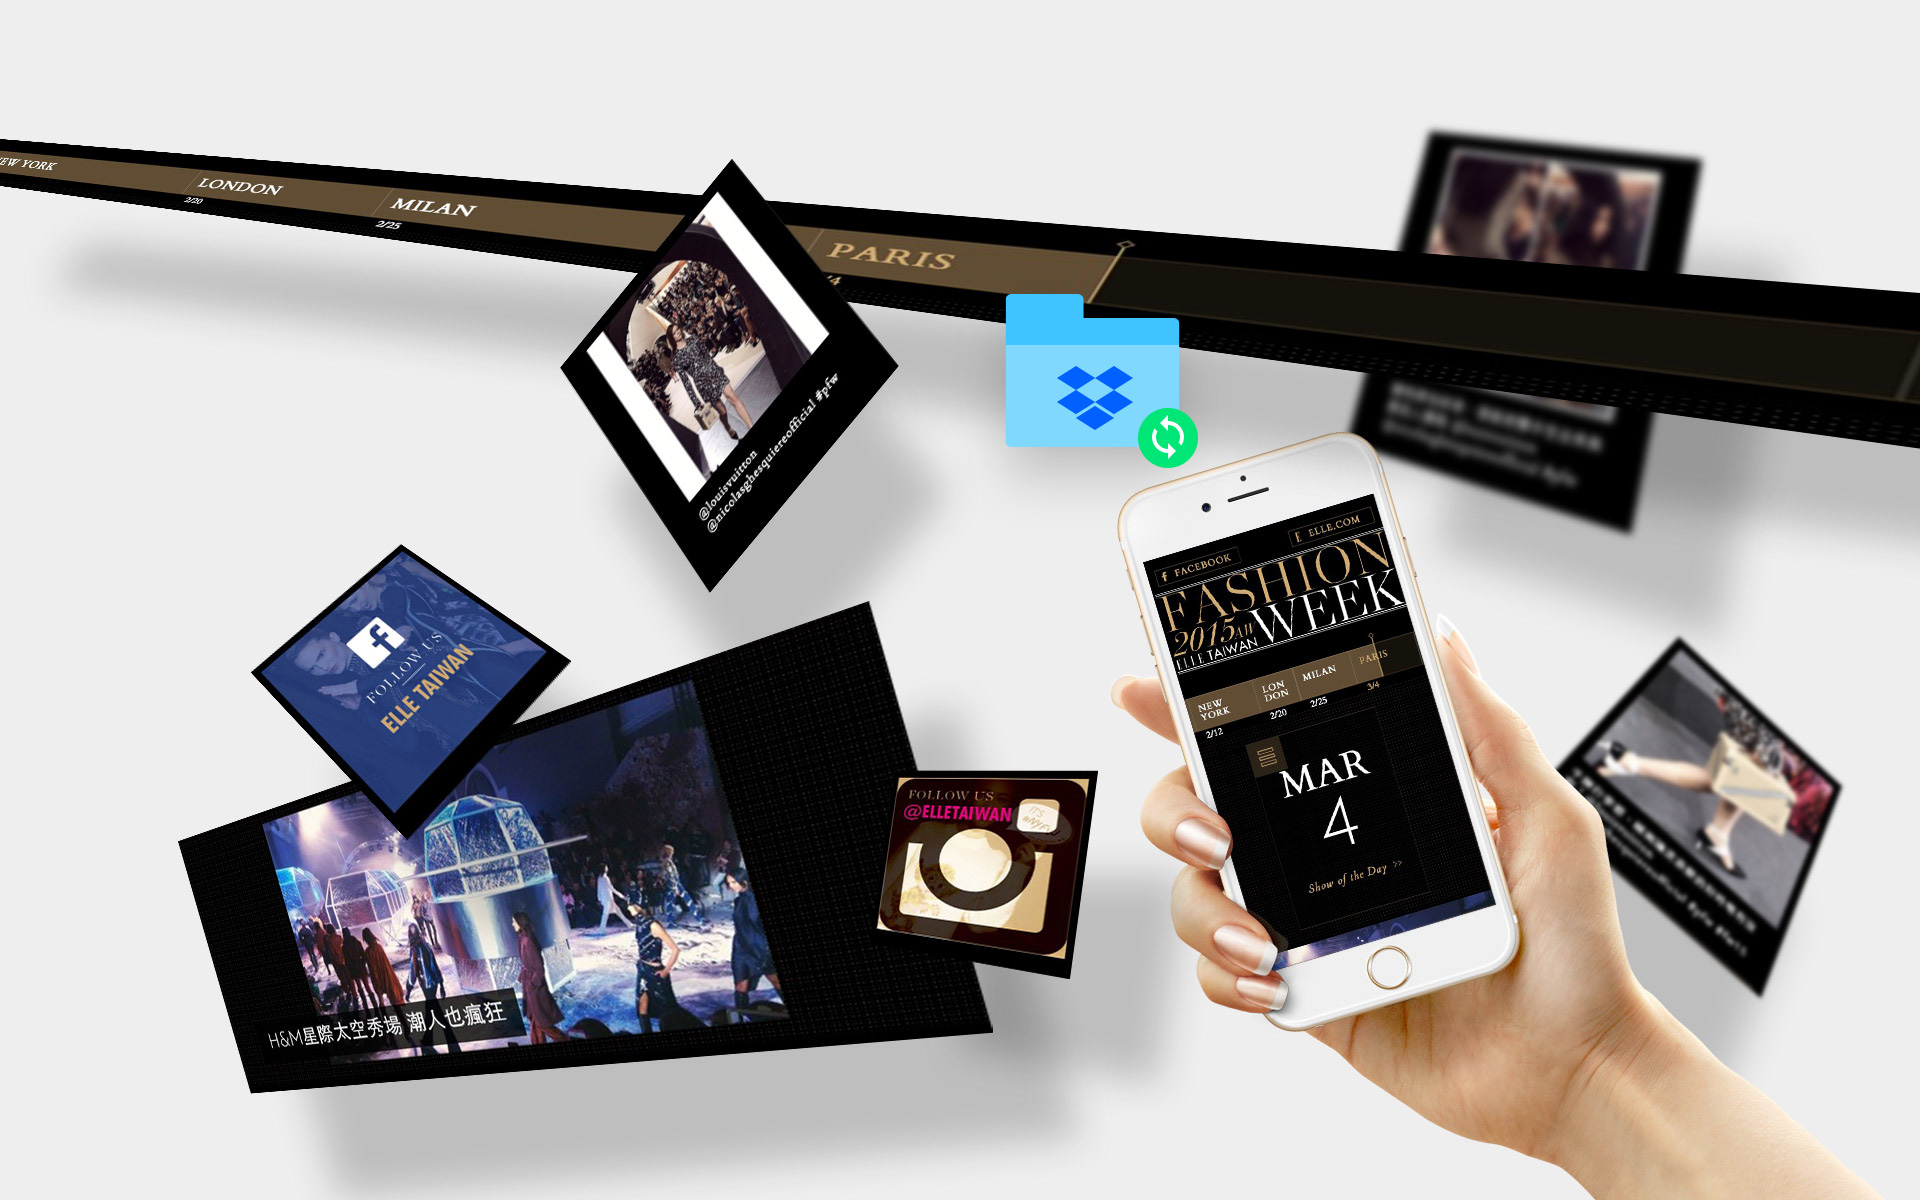 EW YORK
LONDON
2/20
MILAN
2/25
PARIS
/4
@louisvuitton
@nicolasghesquiereofficial #pfw
FOLLOW US
ELLE TAIWAN
H&M星際太空秀場 潮人也瘋狂
FOLLOW US
@ELLETAIWAN
FACEBOOK
E ELLE.COM
FASHION
2015AW WEEK
ELLE TAIWAN
NEW
YORK
2/12
LON
DON
2/20
MILAN
2/25
PARIS
3/4
MAR
4
Show of the Day >>